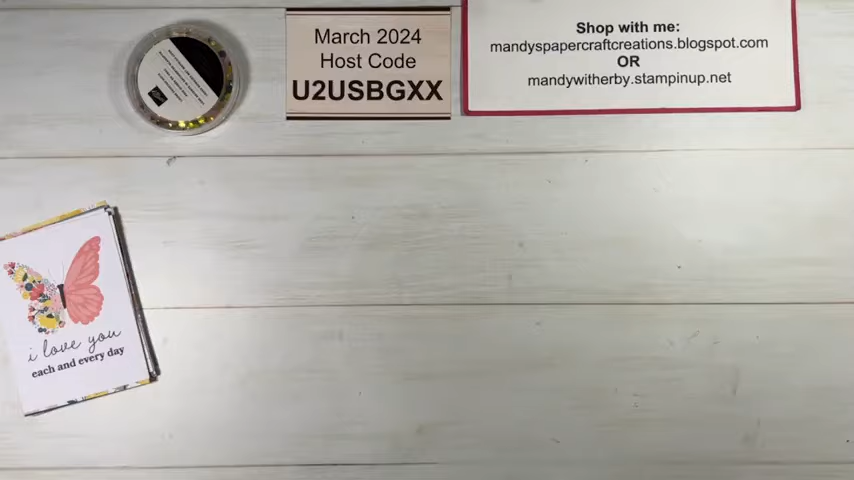 March 2024
Host Code
U2USBGXX
Shop with me:
mandyspapercraftcreations.blogspot.com
OR
mandywitherby.stampinup.net
i love you
each and every day